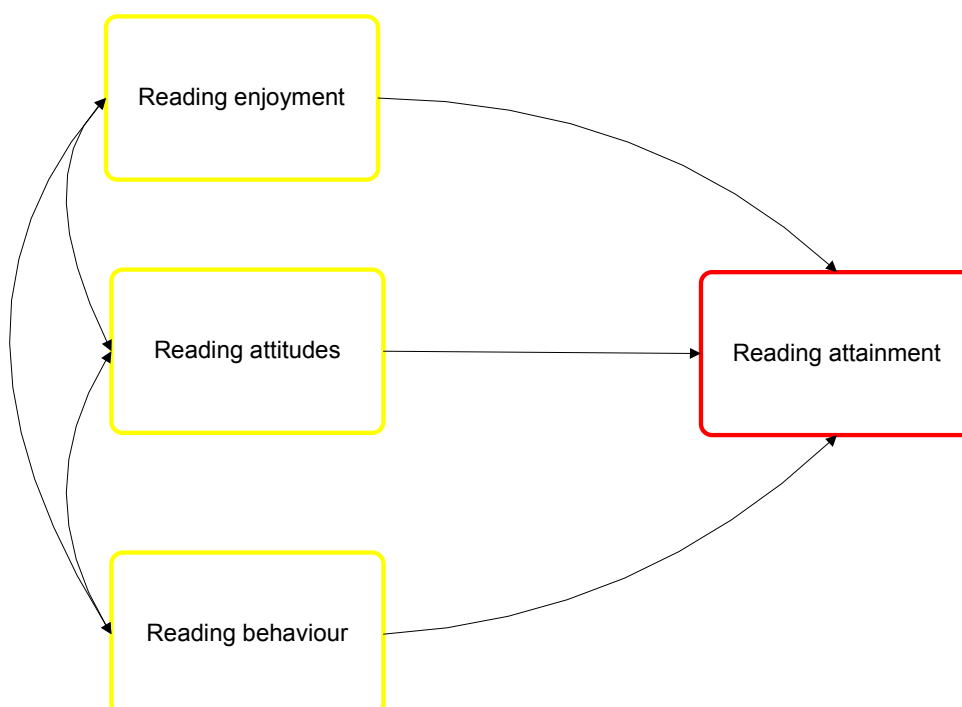 Reading enjoyment
Reading attitudes
Reading attainment
Reading behaviour